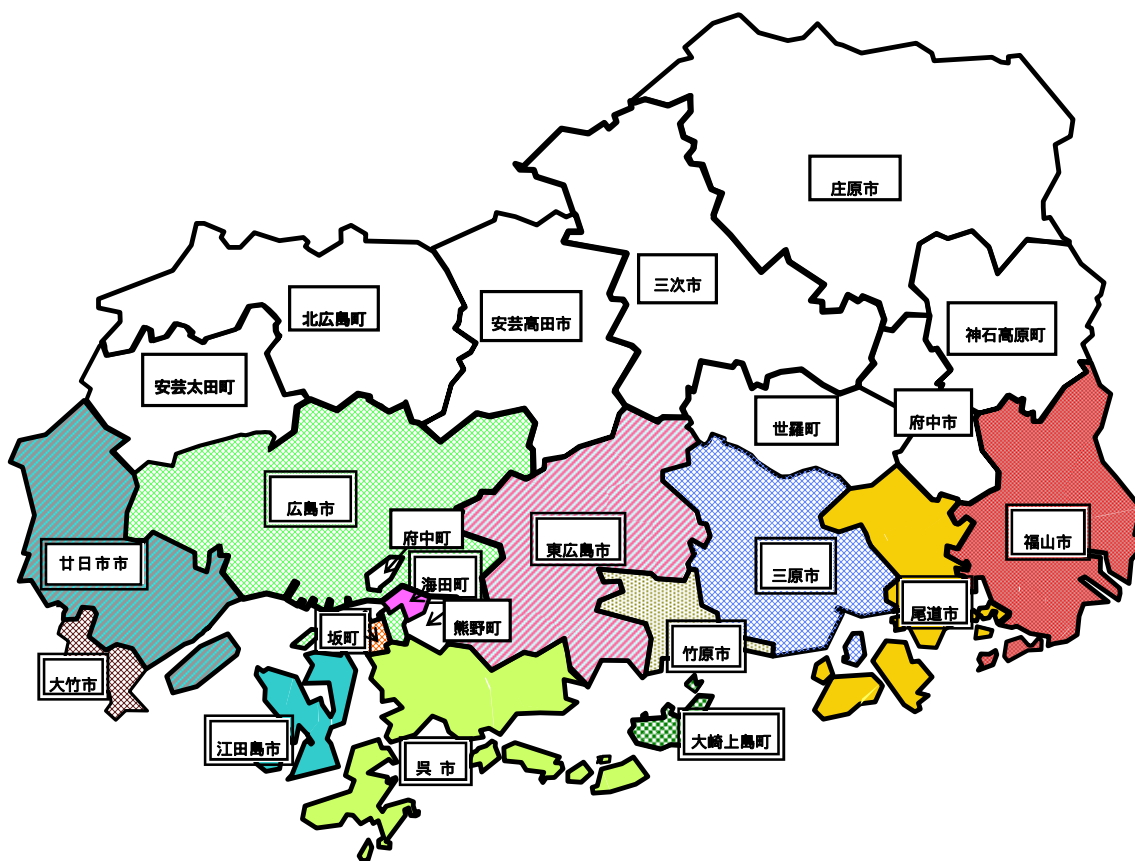 庄原市
三次市
北広島町
安芸高田市
神石高原町
安芸太田町
世羅町
府中市
広島市
府中町
東広島市
福山市
廿日市市
海田町
三原市
尾道市
坂町
熊野町
竹原市
大竹市
江田島市
呉 市
大崎上島町